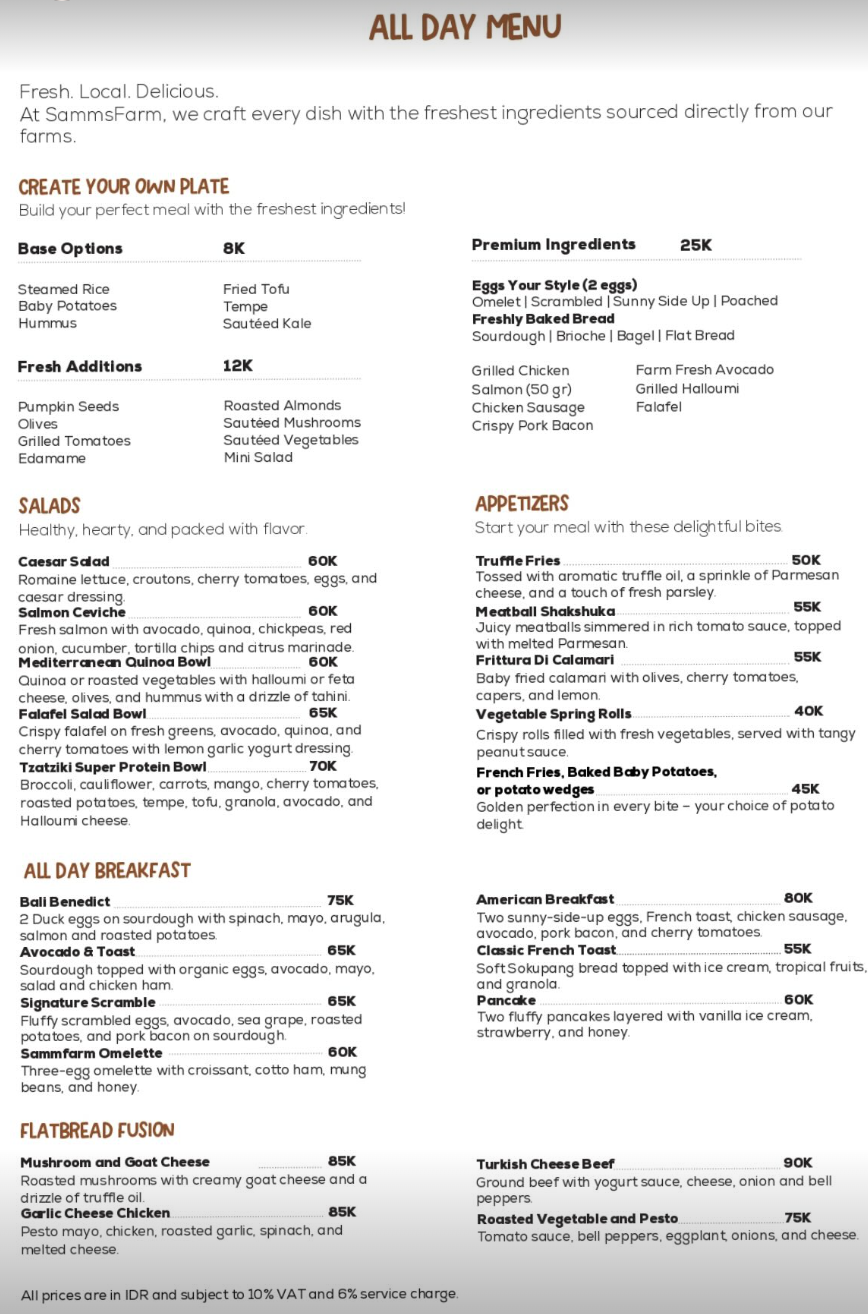 ALL DAY MENU
Fresh. Local. Delicious.
At SammsFarm, we craft every dish with the freshest ingredients sourced directly from our
farms.
CREATE YOUR OWN PLATE
Build your perfect meal with the freshest ingredients!
Base Options 8K
Steamed Rice
Baby Potatoes
Hummus
Fried Tofu
Tempe
Sautéed Kale
Fresh Additions 12K
Pumpkin Seeds
Olives
Grilled Tomatoes
Edamame
Roasted Almonds
Sautéed Mushrooms
Sautéed Vegetables
Mini Salad
Premium Ingredients 25K
Eggs Your Style (2 eggs)
Omelet | Scrambled | Sunny Side Up | Poached
Freshly Baked Bread
Sourdough | Brioche | Bagel | Flat Bread
Grilled Chicken
Salmon (50 gr)
Chicken Sausage
Crispy Pork Bacon
Farm Fresh Avocado
Grilled Halloumi
Falafel
SALADS
Healthy, hearty, and packed with flavor.
Caesar Salad 60K
Romaine lettuce, croutons, cherry tomatoes, eggs, and
caesar dressing.
Salmon Ceviche 60K
Fresh salmon with avocado, quinoa, chickpeas, red
onion, cucumber, tortilla chips and citrus marinade.
Mediterranean Quinoa Bowl 60K
Quinoa or roasted vegetables with halloumi or feta
cheese, olives, and hummus with a drizzle of tahini.
Falafel Salad Bowl 65K
Crispy falafel on fresh greens, avocado, quinoa, and
cherry tomatoes with lemon garlic yogurt dressing.
Tzatziki Super Protein Bowl 70K
Broccoli, cauliflower, carrots, mango, cherry tomatoes,
roasted potatoes, tempe, tofu, granola, avocado, and
Halloumi cheese.
APPETIZERS
Start your meal with these delightful bites.
Truffle Fries 50K
Tossed with aromatic truffle oil, a sprinkle of Parmesan
cheese, and a touch of fresh parsley.
Meatball Shakshuka 55K
Juicy meatballs simmered in rich tomato sauce, topped
with melted Parmesan.
Frittura Di Calamari 55K
Baby fried calamari with olives, cherry tomatoes,
capers, and lemon.
Vegetable Spring Rolls 40K
Crispy rolls filled with fresh vegetables, served with tangy
peanut sauce.
French Fries, Baked Baby Potatoes,
or potato wedges 45K
Golden perfection in every bite – your choice of potato
delight.
ALL DAY BREAKFAST
Bali Benedict 75K
2 Duck eggs on sourdough with spinach, mayo, arugula,
salmon and roasted potatoes.
Avocado & Toast 65K
Sourdough topped with organic eggs, avocado, mayo,
salad and chicken ham.
Signature Scramble 65K
Fluffy scrambled eggs, avocado, sea grape, roasted
potatoes, and pork bacon on sourdough.
Sammfarm Omelette 60K
Three-egg omelette with croissant, cotto ham, mung
beans, and honey.
American Breakfast 80K
Two sunny-side-up eggs, French toast, chicken sausage,
avocado, pork bacon, and cherry tomatoes.
Classic French Toast 55K
Soft Sokupang bread topped with ice cream, tropical fruits,
and granola.
Pancake 60K
Two fluffy pancakes layered with vanilla ice cream,
strawberry, and honey.
FLATBREAD FUSION
Mushroom and Goat Cheese 85K
Roasted mushrooms with creamy goat cheese and a
drizzle of truffle oil.
Garlic Cheese Chicken 85K
Pesto mayo, chicken, roasted garlic, spinach, and
melted cheese.
Turkish Cheese Beef 90K
Ground beef with yogurt sauce, cheese, onion and bell
peppers.
Roasted Vegetable and Pesto 75K
Tomato sauce, bell peppers, eggplant, onions, and cheese.
All prices are in IDR and subject to 10% VAT and 6% service charge.